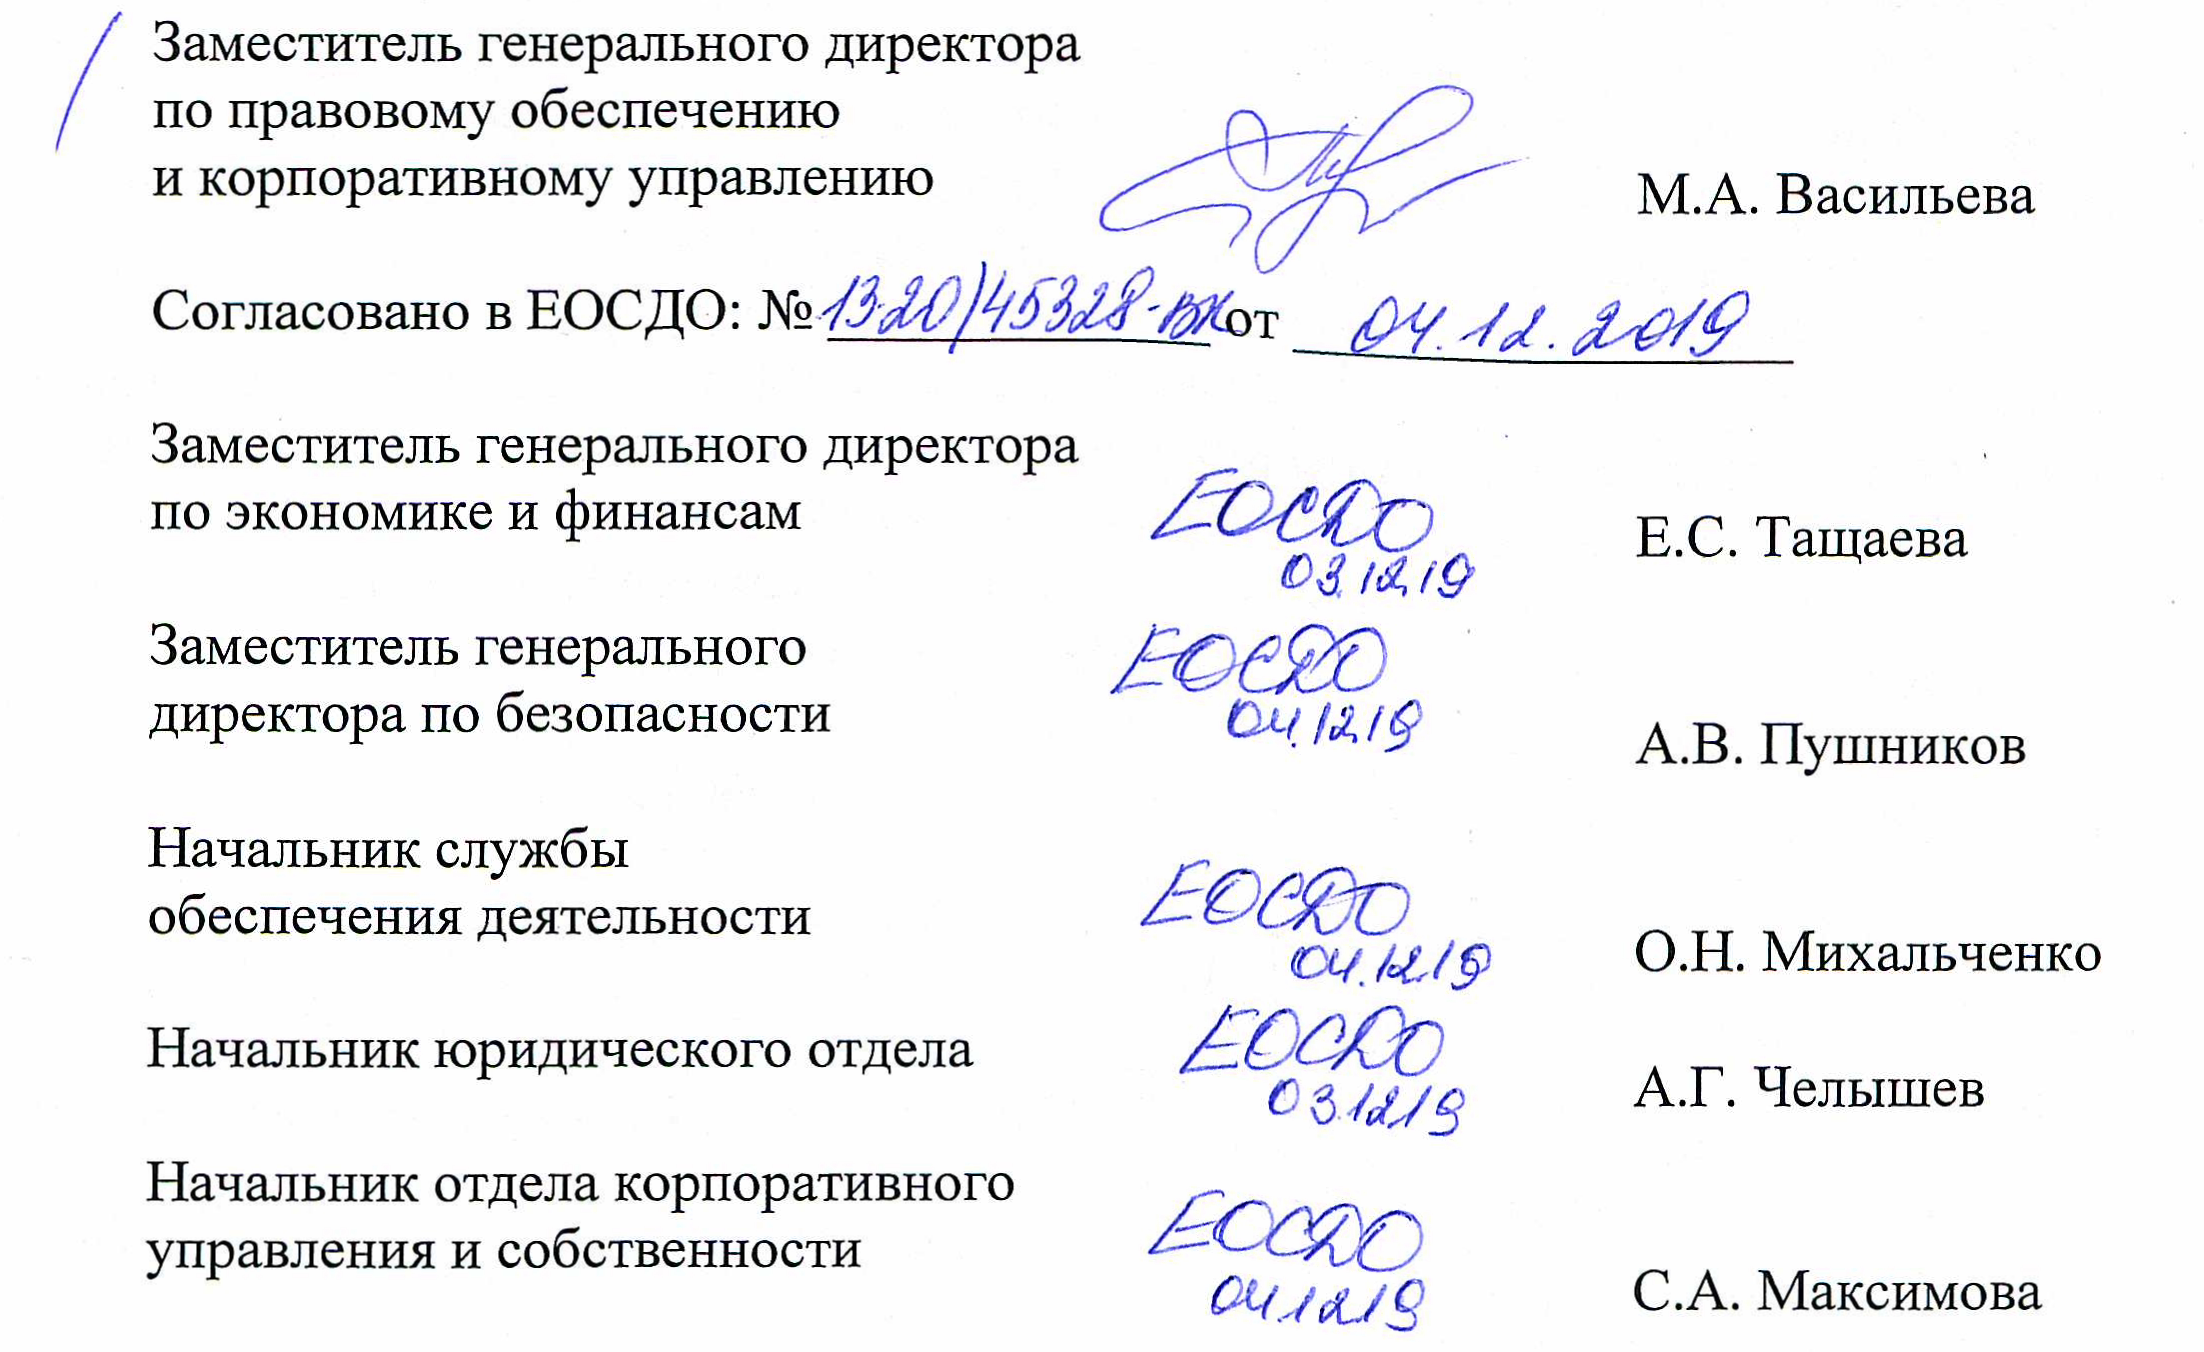 Заместитель генерального директора
по правовому обеспечению
и корпоративному управлению
М.А. Васильева
Согласовано в ЕОСДО: № 13-20/45328-ВК от 04.12.2019
Заместитель генерального директора
по экономике и финансам
ЕОСДО
03.12.19
Е.С. Тащаева
Заместитель генерального
директора по безопасности
ЕОСДО
04.12.19
А.В. Пушников
Начальник службы
обеспечения деятельности
ЕОСДО
04.12.19
О.Н. Михальченко
Начальник юридического отдела
ЕОСДО
03.12.19
А.Г. Челышев
Начальник отдела корпоративного
управления и собственности
ЕОСДО
04.12.19
С.А. Максимова